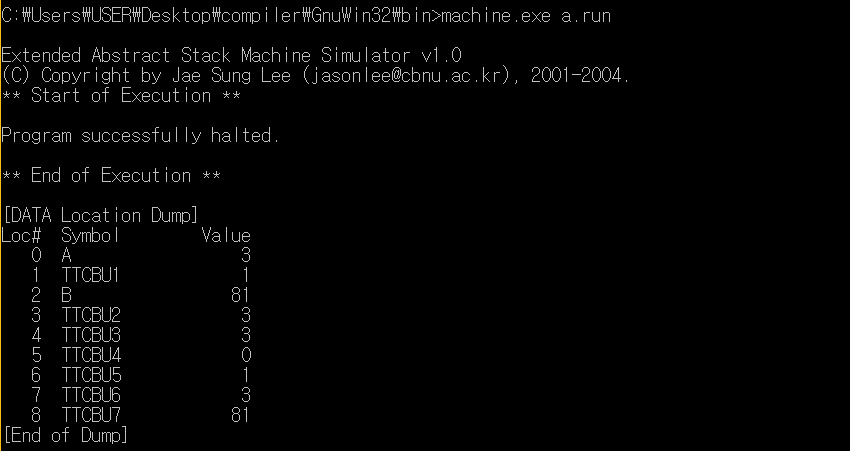 C:₩Users₩USER₩Desktop₩compiler₩GnuWin32₩bin>machine.exe a.run
Extended Abstract Stack Machine Simulator v1.0
(C) Copyright by Jae Sung Lee (jasonlee@cbnu.ac.kr), 2001-2004.
** Start of Execution **
Program successfully halted.
** End of Execution **
[DATA Location Dump]
Loc#  Symbol        Value
0  A                 3
1  TTCBU1            1
2  B                81
3  TTCBU2            3
4  TTCBU3            3
5  TTCBU4            0
6  TTCBU5            1
7  TTCBU6            3
8  TTCBU7           81
[End of Dump]